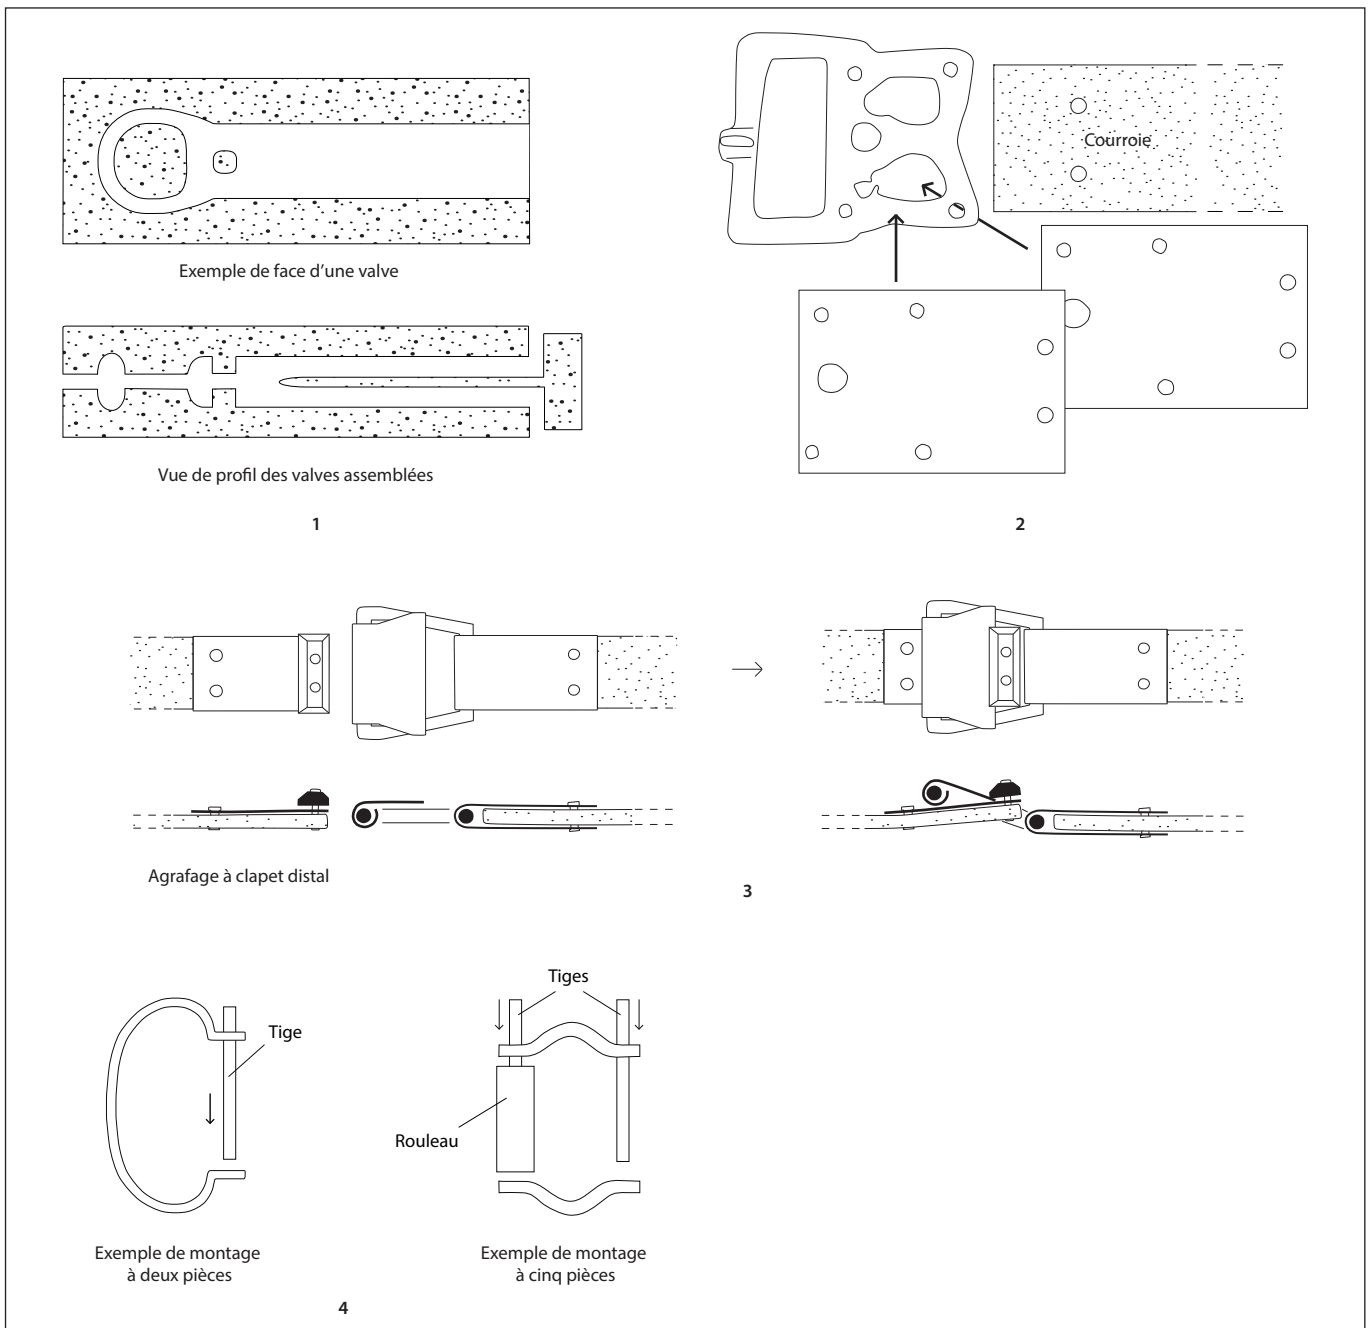 Exemple de face d’une valve
Vue de profil des valves assemblées
1
Courroie
2
Agrafage à clapet distal
3
Tige
Exemple de montage
à deux pièces
Tiges
Rouleau
Exemple de montage
à cinq pièces
4